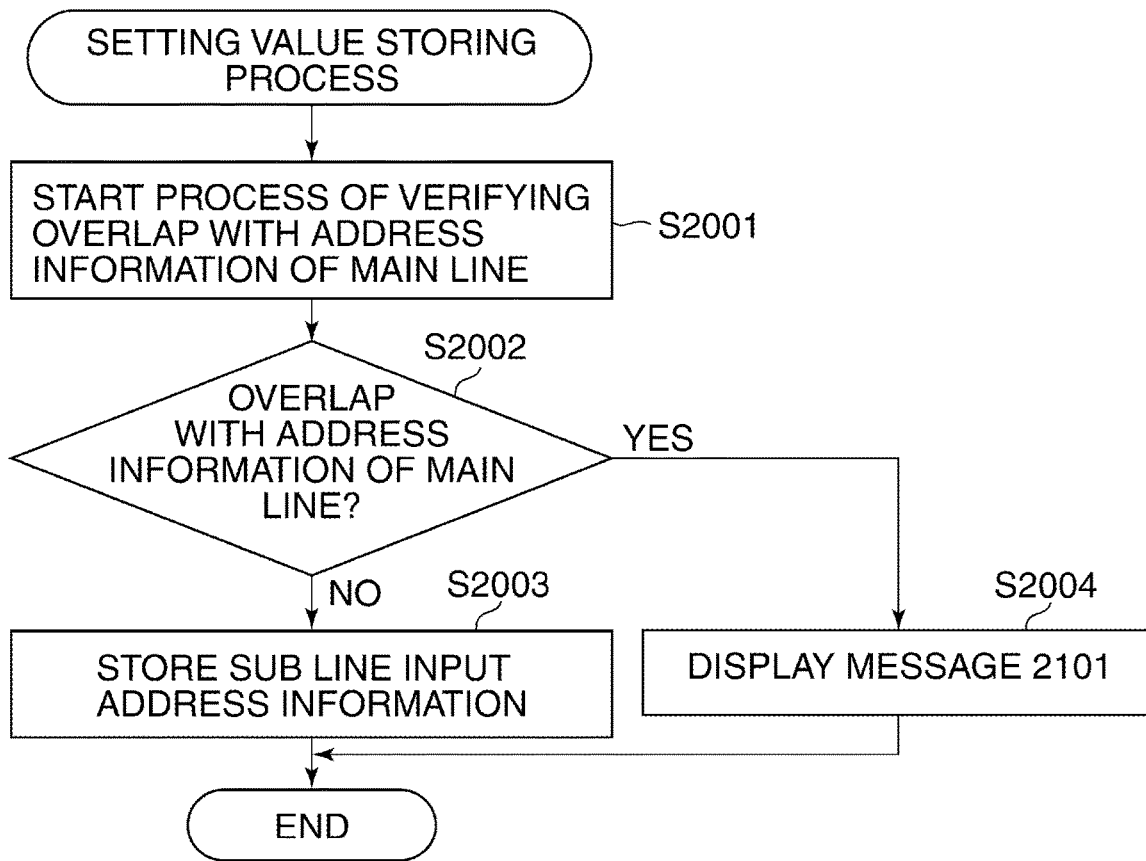 SETTING VALUE STORING
PROCESS
START PROCESS OF VERIFYING
OVERLAP WITH ADDRESS
INFORMATION OF MAIN LINE
S2001
S2002
OVERLAP
WITH ADDRESS
INFORMATION OF MAIN
LINE?
YES
NO
S2003
STORE SUB LINE INPUT
ADDRESS INFORMATION
S2004
DISPLAY MESSAGE 2101
END